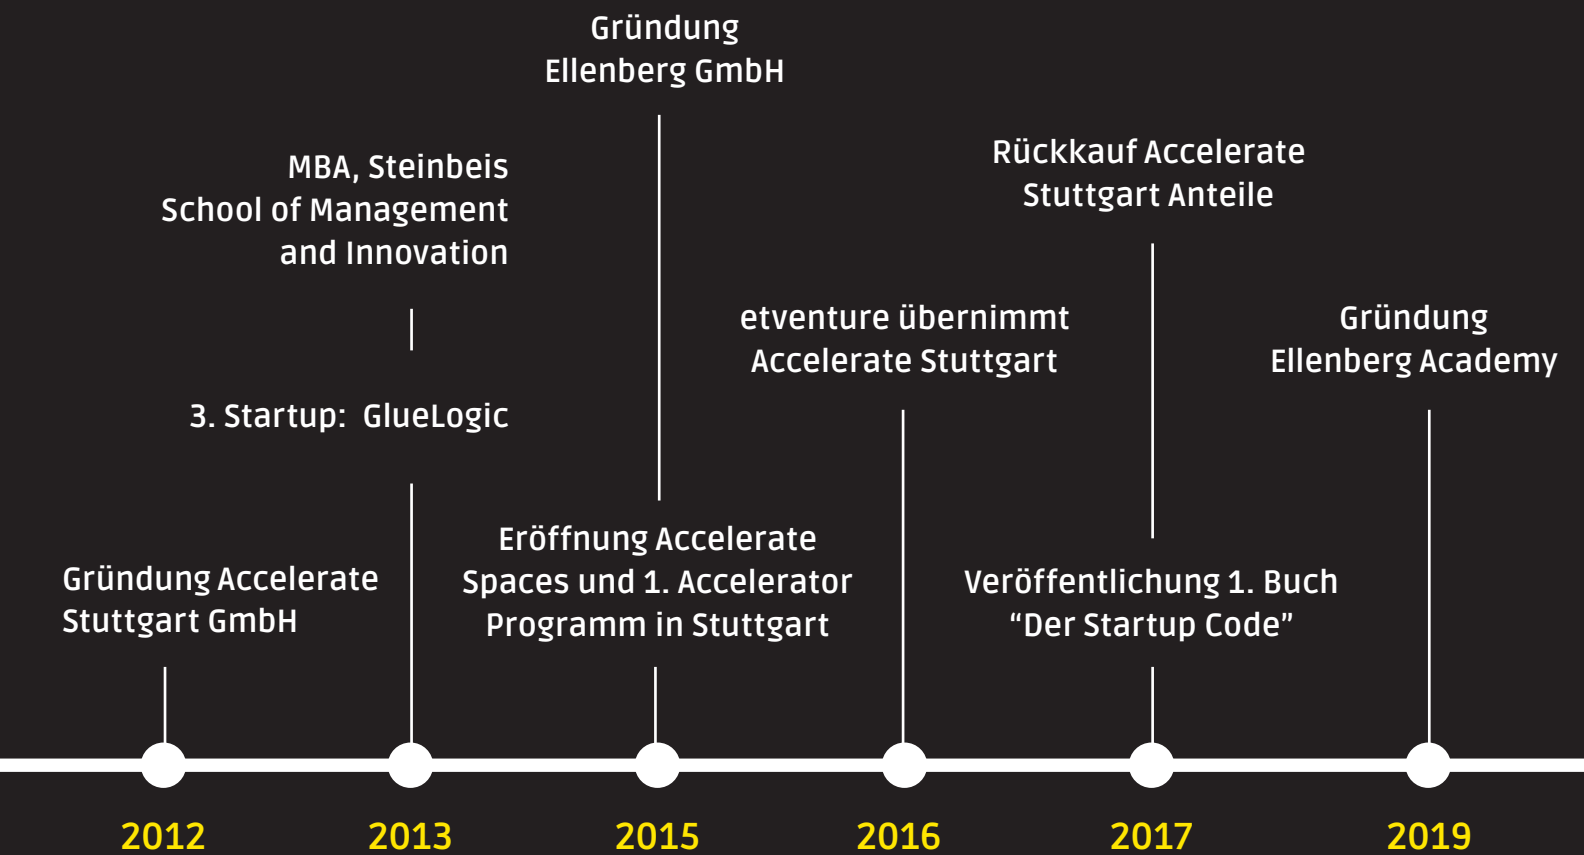 Gründung
Ellenberg GmbH
MBA, Steinbeis
School of Management
and Innovation
Rückkauf Accelerate
Stuttgart Anteile
etventure übernimmt
Accelerate Stuttgart
Gründung
Ellenberg Academy
3. Startup: GlueLogic
Eröffnung Accelerate
Spaces und 1. Accelerator
Programm in Stuttgart
Gründung Accelerate
Stuttgart GmbH
Veröffentlichung 1. Buch
“Der Startup Code”
2012
2013
2015
2016
2017
2019